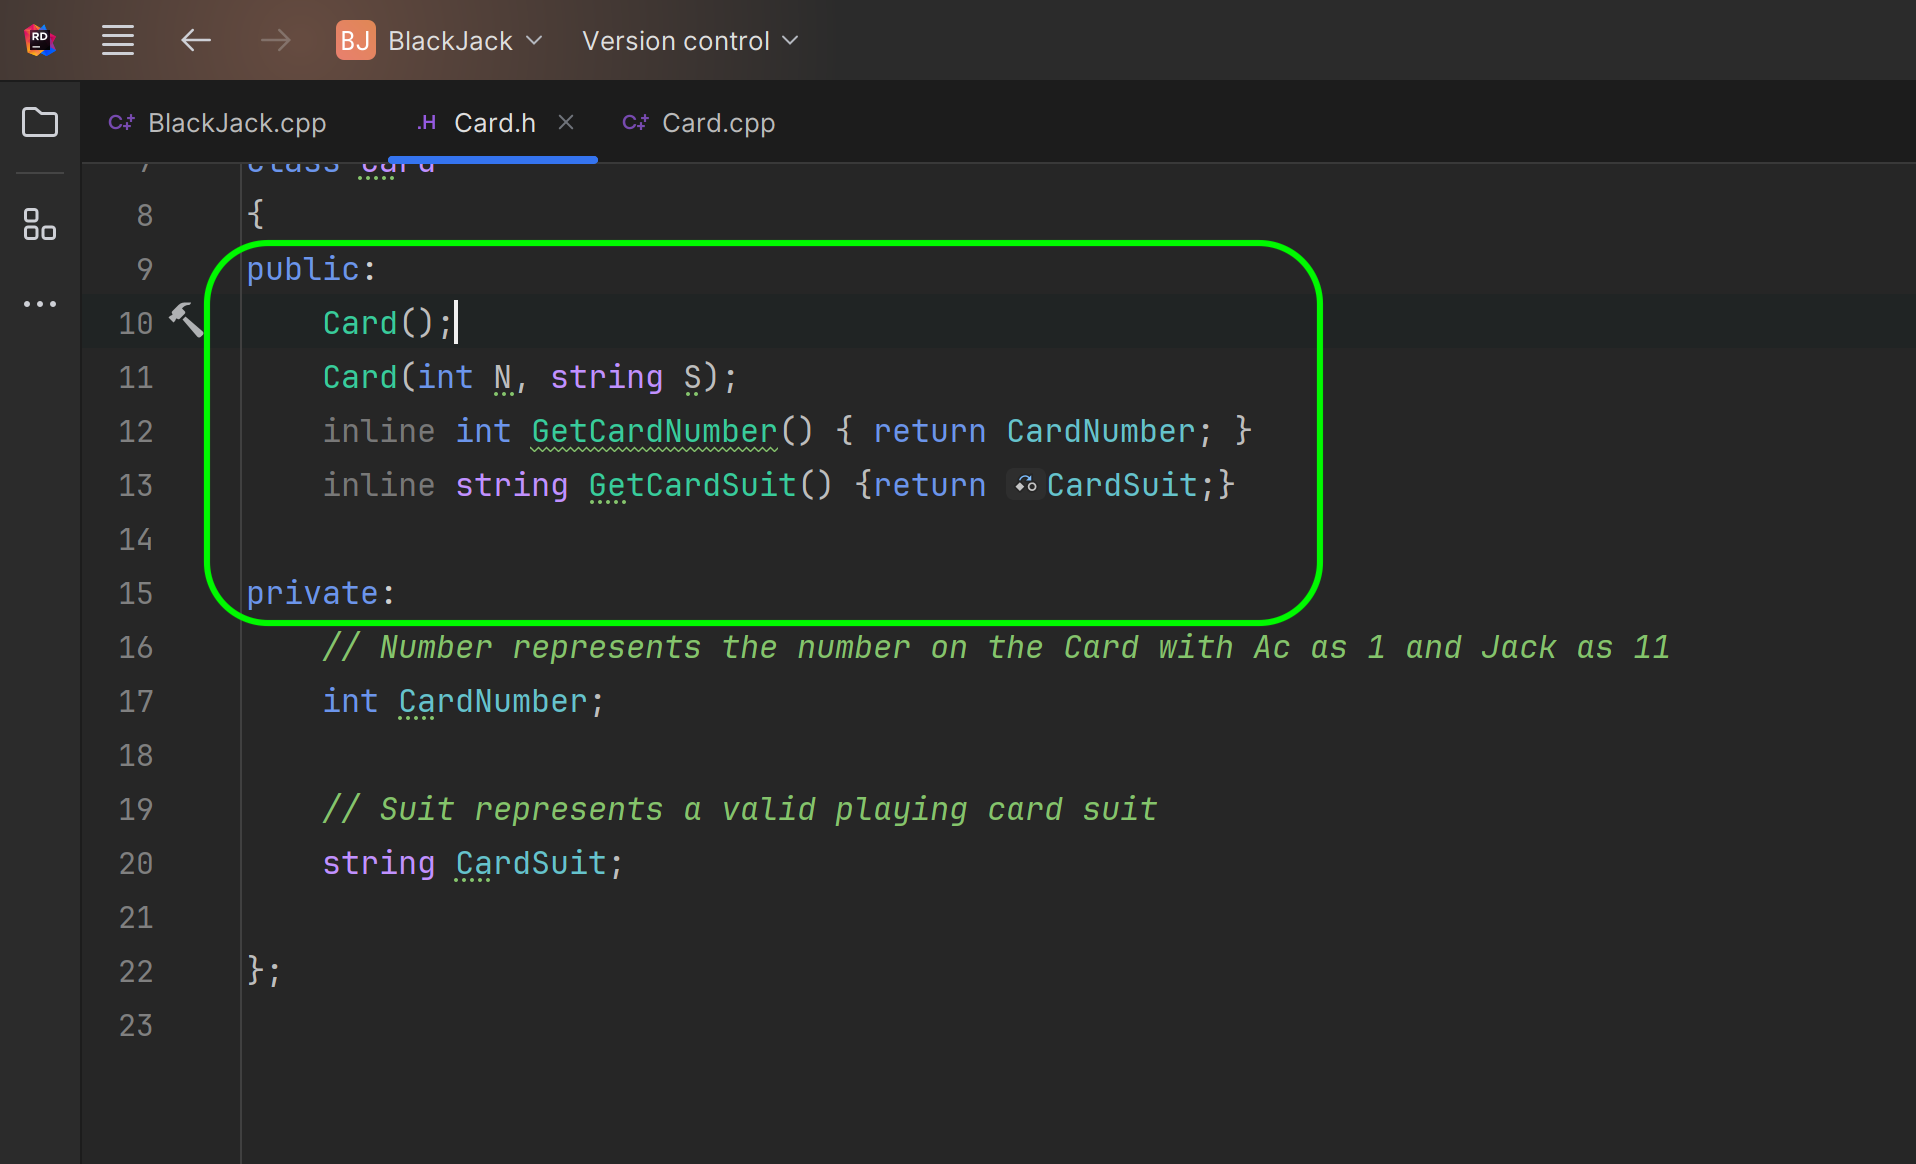 RD
BJ BlackJack Version control
C++ BlackJack.cpp .H Card.h C++ Card.cpp
7 class Card
8 {
9 public:
10     Card();
11     Card(int N, string S);
12     inline int GetCardNumber() { return CardNumber; }
13     inline string GetCardSuit() {return CardSuit;}
14
15 private:
16     // Number represents the number on the Card with Ac as 1 and Jack as 11
17     int CardNumber;
18
19     // Suit represents a valid playing card suit
20     string CardSuit;
21
22 };
23